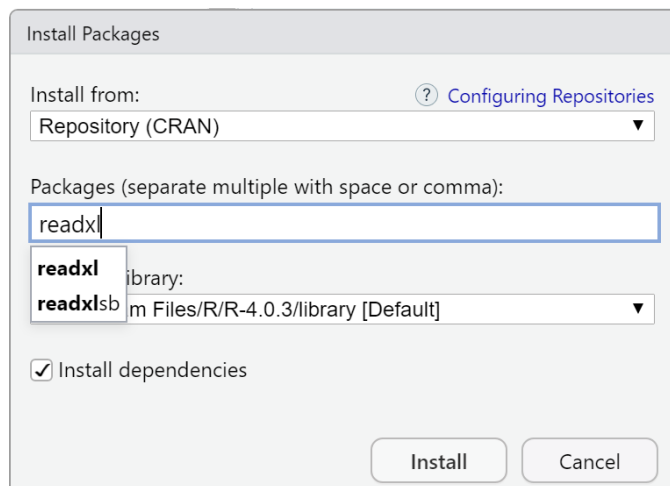 Install Packages
Install from:
? Configuring Repositories
Repository (CRAN)
Packages (separate multiple with space or comma):
readxl
readxl
readxlsb
ibrary:
m Files/R/R-4.0.3/library [Default]
Install dependencies
Install
Cancel